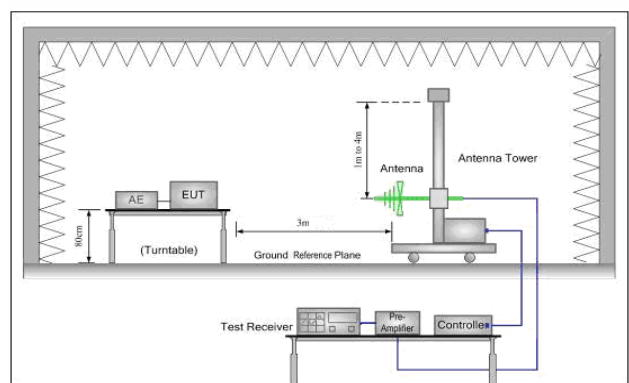 1m to 4m
Antenna
Antenna Tower
AE
EUT
3m
80cm
(Turntable)
Ground Reference Plane
Test Receiver
Pre-
Amplifier
Controlle